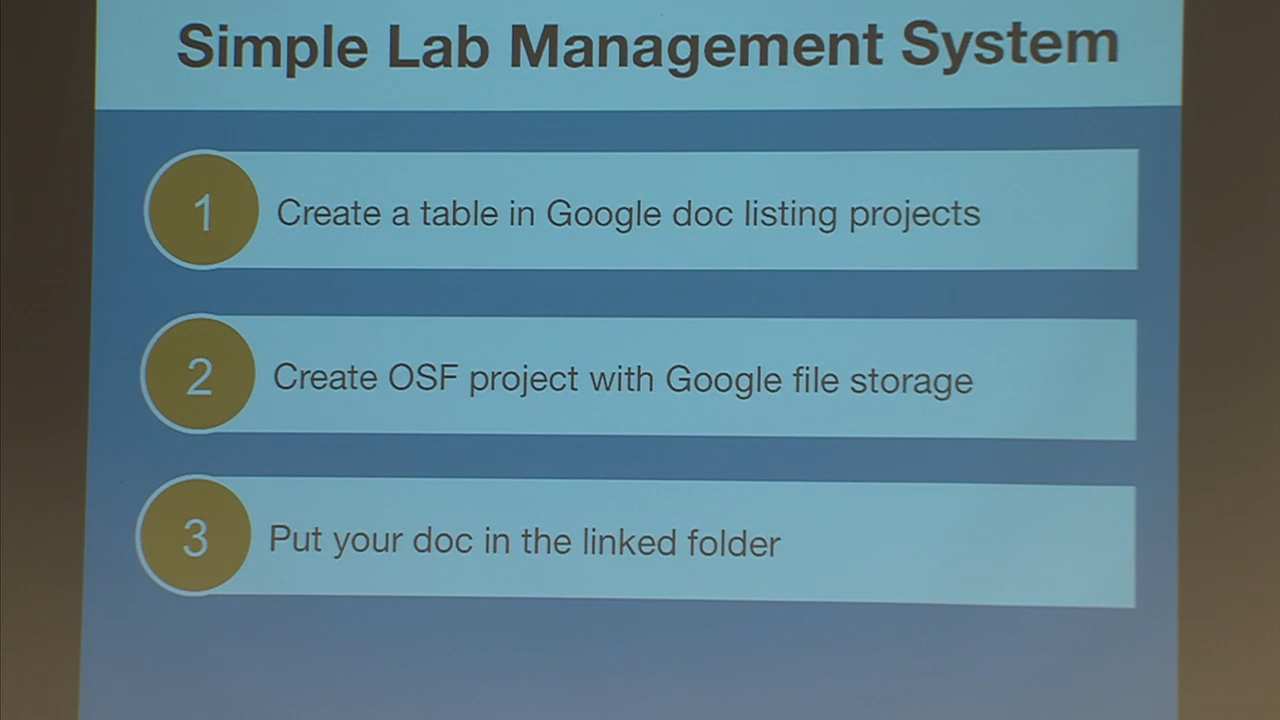 Simple Lab Management System
1 Create a table in Google doc listing projects
2 Create OSF project with Google file storage
3 Put your doc in the linked folder